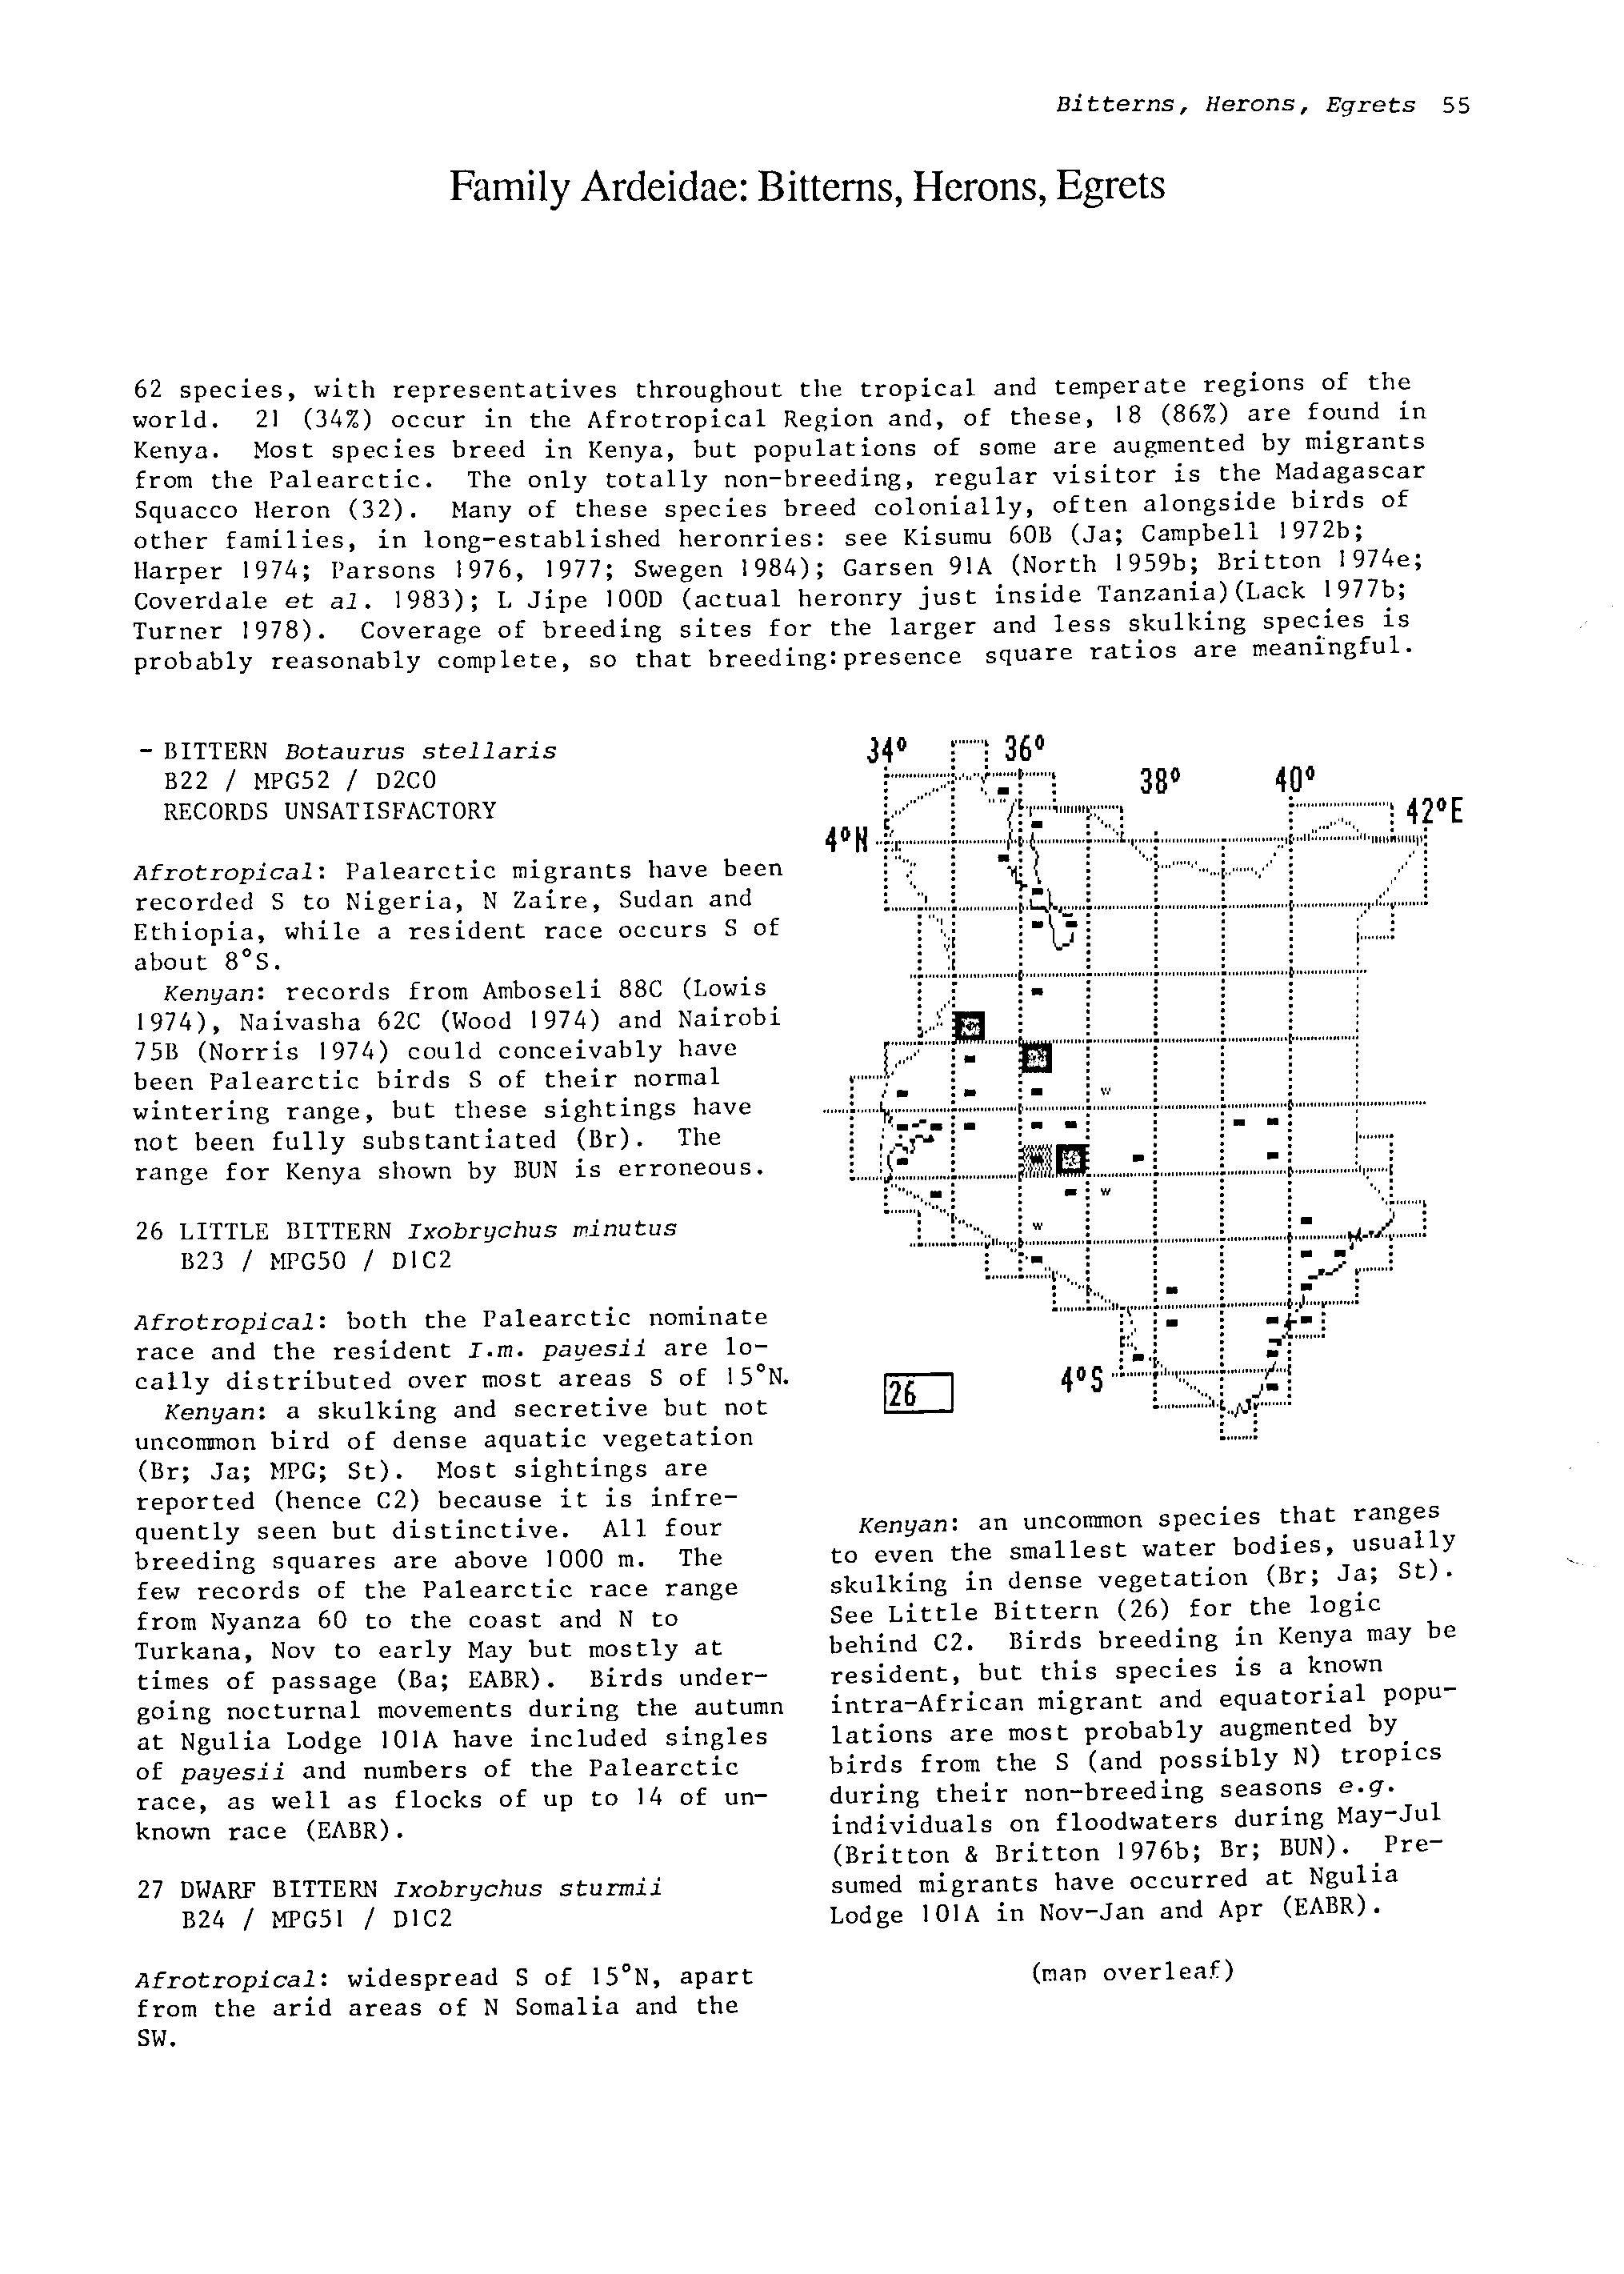 Bitterns, Herons, Egrets 55
Family Ardeidae: Bitterns, Herons, Egrets
62 species, with representatives throughout the tropical and temperate regions of the
world. 21 (34%) occur in the Afrotropical Region and, of these, 18 (86%) are found in
Kenya. Most species breed in Kenya, but populations of some are augmented by migrants
from the Palearctic. The only totally non-breeding, regular visitor is the Madagascar
Squacco Heron (32). Many of these species breed colonially, often alongside birds of
other families, in long-established heronries: see Kisumu 60B (Ja; Campbell 1972b;
Harper 1974; Parsons 1976, 1977; Swegen 1984); Garsen 91A (North 1959b; Britton 1974e;
Coverdale et al. 1983); L Jipe 100D (actual heronry just inside Tanzania)(Lack 1977b;
Turner 1978). Coverage of breeding sites for the larger and less skulking species is
probably reasonably complete, so that breeding:presence square ratios are meaningful.
- BITTERN Botaurus stellaris
B22 / MPG52 / D2C0
RECORDS UNSATISFACTORY
Afrotropical: Palearctic migrants have been
recorded S to Nigeria, N Zaire, Sudan and
Ethiopia, while a resident race occurs S of
about 8°S.
Kenyan: records from Amboseli 88C (Lowis
1974), Naivasha 62C (Wood 1974) and Nairobi
75B (Norris 1974) could conceivably have
been Palearctic birds S of their normal
wintering range, but these sightings have
not been fully substantiated (Br). The
range for Kenya shown by BUN is erroneous.
26 LITTLE BITTERN Ixobrychus minutus
B23 / MPG50 / D1C2
Afrotropical: both the Palearctic nominate
race and the resident I.m. payesii are lo-
cally distributed over most areas S of 15°N.
Kenyan: a skulking and secretive but not
uncommon bird of dense aquatic vegetation
(Br; Ja; MPG; St). Most sightings are
reported (hence C2) because it is infre-
quently seen but distinctive. All four
breeding squares are above 1000 m. The
few records of the Palearctic race range
from Nyanza 60 to the coast and N to
Turkana, Nov to early May but mostly at
times of passage (Ba; EABR). Birds under-
going nocturnal movements during the autumn
at Ngulia Lodge 101A have included singles
of payesii and numbers of the Palearctic
race, as well as flocks of up to 14 of un-
known race (EABR).
27 DWARF BITTERN Ixobrychus sturmii
B24 / MPG51 / D1C2
Afrotropical: widespread S of 15°N, apart
from the arid areas of N Somalia and the
SW.
34° 36°
38° 40°
42°E
4°N
W
W
W
4°S
26
Kenyan: an uncommon species that ranges
to even the smallest water bodies, usually
skulking in dense vegetation (Br; Ja; St).
See Little Bittern (26) for the logic
behind C2. Birds breeding in Kenya may be
resident, but this species is a known
intra-African migrant and equatorial popu-
lations are most probably augmented by
birds from the S (and possibly N) tropics
during their non-breeding seasons e.g.
individuals on floodwaters during May-Jul
(Britton & Britton 1976b; Br; BUN). Pre-
sumed migrants have occurred at Ngulia
Lodge 101A in Nov-Jan and Apr (EABR).
(map overleaf)